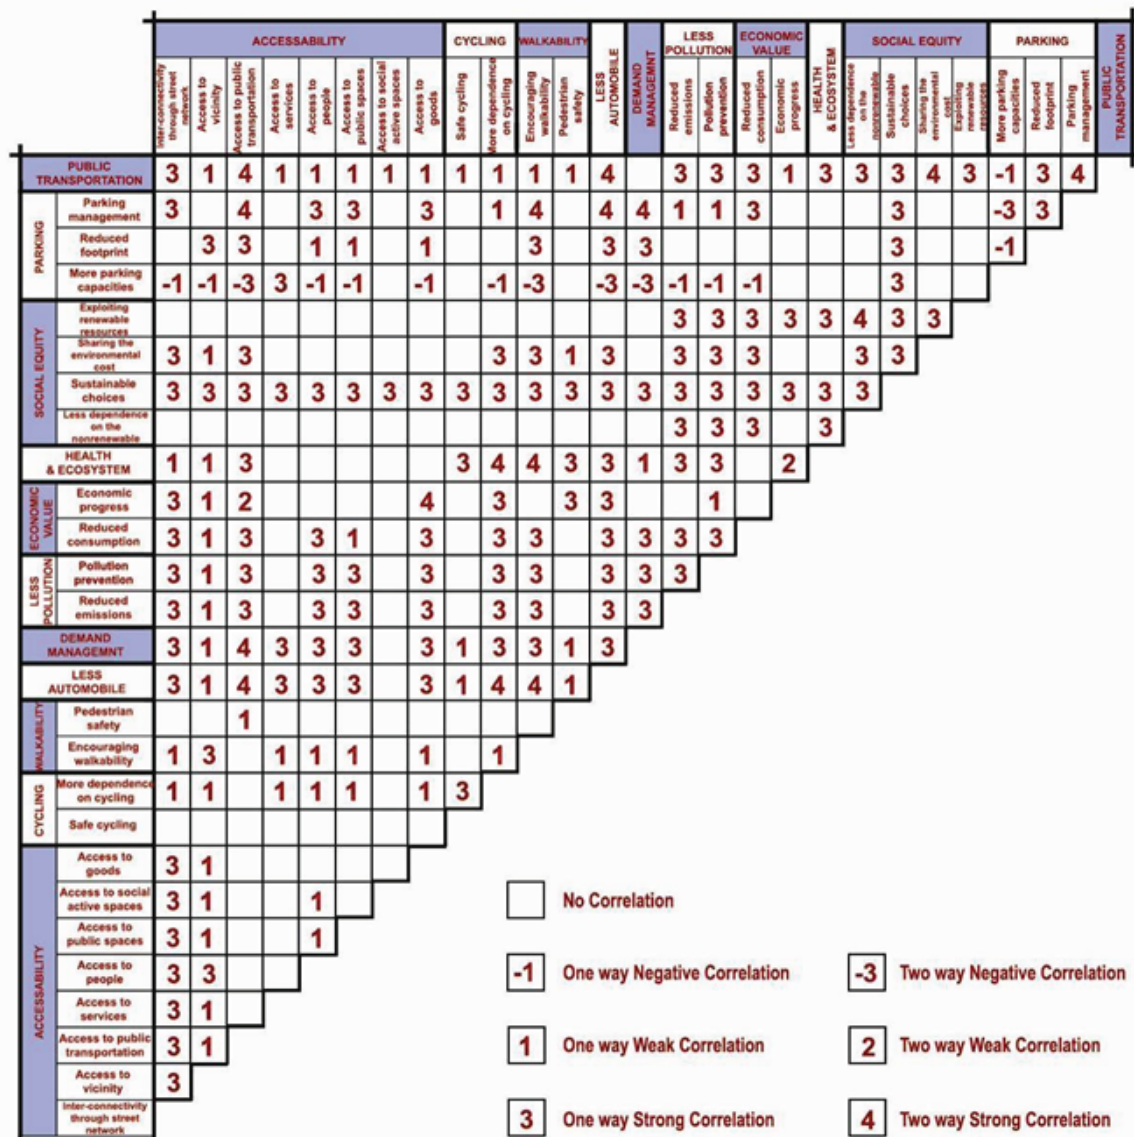 ACCESSABILITY
CYCLING
WALKABILITY
LESS AUTOMOBILE
DEMAND MANAGEMNT
LESS
POLLUTION
ECONOMIC
VALUE
HEALTH
& ECOSYSTEM
SOCIAL EQUITY
PARKING
PUBLIC
TRANSPORTATION
Inter-connectivity
through street
network
Access to
vicinity
Access to public
transportation
Access to
services
Access to
people
Access to
public spaces
Access to social
active spaces
Access to
goods
Safe cycling
More dependence
on cycling
Encouraging
walkability
Pedestrian
safety
Reduced
emissions
Pollution
prevention
Reduced
consumption
Economic
progress
Less dependence
on the
nonrenewable
Sustainable
choices
Sharing the
environmental
cost
Exploiting
renewable
resources
More parking
capacities
Reduced
footprint
Parking
management
PUBLIC
TRANSPORTATION
3 1 4 1 1 1 1 1 1 1 1 1 4 3 3 3 1 3 3 3 4 3 -1 3 4
PARKING
Parking
management
3 4 3 3 3 1 4 4 4 1 1 3 3 -3 3
Reduced
footprint
3 3 1 1 1 3 3 3 3 -1
More parking
capacities
-1 -1 -3 3 -1 -1 -1 -1 -3 -3 -3 -1 -1 -1 3
SOCIAL EQUITY
Exploiting
renewable
resources
3 3 3 3 3 4 3 3
Sharing the
environmental
cost
3 1 3 3 3 1 3 3 3 3 3 3
Sustainable
choices
3 3 3 3 3 3 3 3 3 3 3 3 3 3 3 3 3 3 3 3
Less dependence
on the
nonrenewable
3 3 3 3
HEALTH
& ECOSYSTEM
1 1 3 3 4 4 3 3 1 3 3 2
ECONOMIC
VALUE
Economic
progress
3 1 2 4 3 3 3 1
Reduced
consumption
3 1 3 3 1 3 3 3 3 3 3 3
LESS
POLLUTION
Pollution
prevention
3 1 3 3 3 3 3 3 3 3 3
Reduced
emissions
3 1 3 3 3 3 3 3 3 3
DEMAND
MANAGEMNT
3 1 4 3 3 3 3 1 3 3 1 3
LESS
AUTOMOBILE
3 1 4 3 3 3 3 1 4 4 1
WALKABILITY
Pedestrian
safety
1
Encouraging
walkability
1 3 1 1 1 1 1
CYCLING
More dependence
on cycling
1 1 1 1 1 1 3
Safe cycling
ACCESSABILITY
Access to
goods
3 1
Access to social
active spaces
3 1 1
Access to
public spaces
3 1 1
Access to
people
3 3
Access to
services
3 1
Access to public
transportation
3 1
Access to
vicinity
3
Inter-connectivity
through street
network
No Correlation
-1 One way Negative Correlation
-3 Two way Negative Correlation
1 One way Weak Correlation
2 Two way Weak Correlation
3 One way Strong Correlation
4 Two way Strong Correlation